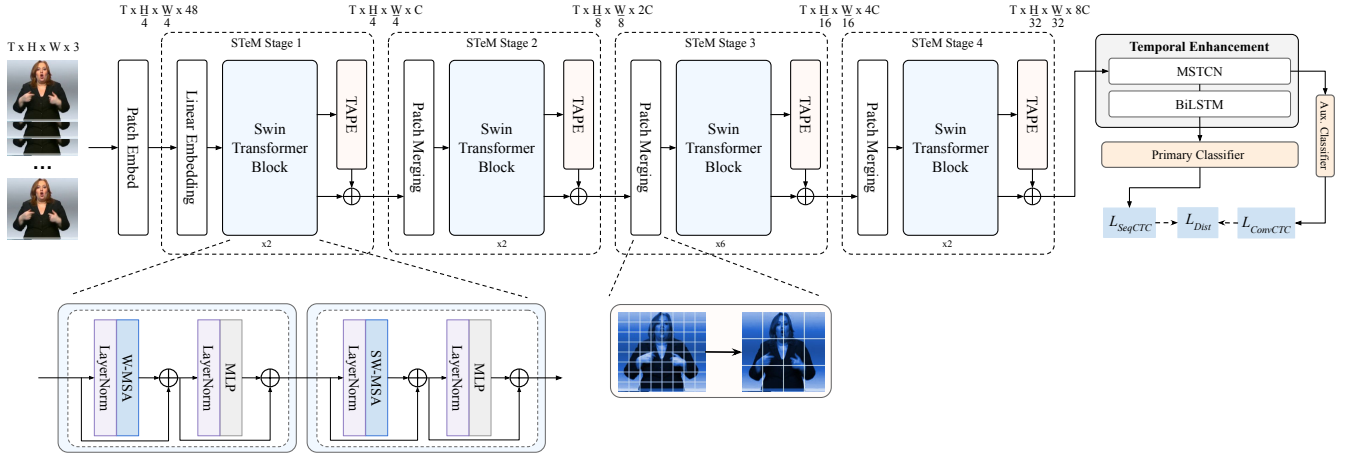 T x H x W x 3
...
T x H/4 x W/4 x 48
T x H/4 x W/4 x C
T x H/8 x W/8 x 2C
T x H/16 x W/16 x 4C
T x H/32 x W/32 x 8C
Patch Embed
STeM Stage 1
Linear Embedding
Swin
Transformer
Block
TAPE
x2
STeM Stage 2
Patch Merging
Swin
Transformer
Block
TAPE
x2
STeM Stage 3
Patch Merging
Swin
Transformer
Block
TAPE
x6
STeM Stage 4
Patch Merging
Swin
Transformer
Block
TAPE
x2
Temporal Enhancement
MSTCN
BiLSTM
Aux. Classifier
Primary Classifier
L_SeqCTC
L_Dist
L_ConvCTC
LayerNorm
W-MSA
LayerNorm
MLP
LayerNorm
SW-MSA
LayerNorm
MLP